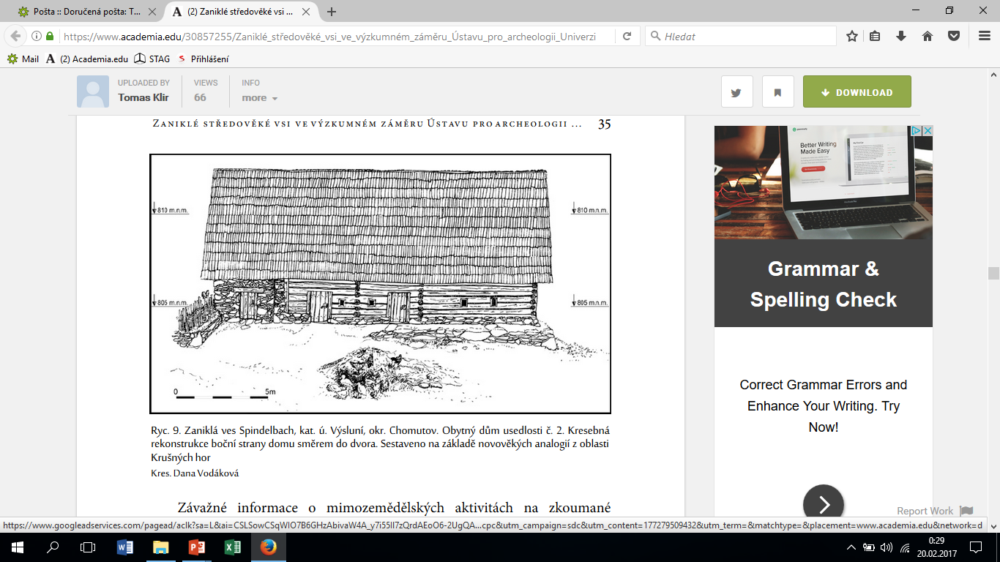 Pošta :: Doručená pošta: T...
(2) Zaniklé středověké vsi ...
https://www.academia.edu/30857255/Zaniklé_středověké_vsi_ve_výzkumném_záměru_Ústavu_pro_archeologii_Univerzi
Hledat
Mail
(2) Academia.edu
STAG
Přihlášení
UPLOADED BY
Tomas Klir
VIEWS
66
INFO
more
DOWNLOAD
ZANIKLÉ STŘEDOVĚKÉ VSI VE VÝZKUMNÉM ZÁMĚRU ÚSTAVU PRO ARCHEOLOGII ... 35
810 m.n.m. 810 m.n.m.
805 m.n.m. 805 m.n.m.
0 5m
Ryc. 9. Zaniklá ves Spindelbach, kat. ú. Výsluní, okr. Chomutov. Obytný dům usedlosti č. 2. Kresebná
rekonstrukce boční strany domu směrem do dvora. Sestaveno na základě novověkých analogií z oblasti
Krušných hor
Kres. Dana Vodáková
Závažné informace o mimozemědělských aktivitách na zkoumané
Better Writing
Made Easy
Grammar &
Spelling Check
Correct Grammar Errors and
Enhance Your Writing. Try
Now!
Report Work
https://www.googleadservices.com/pagead/aclk?sa=L&ai=CSLSowCSqWIO7B6GHzAbivaW4A_y7i55lI7zQrdAEoO6-2UgQA...cpc&utm_campaign=sdc&utm_content=177279509432&utm_term=&matchtype=&placement=www.academia.edu&network=d
0:29
20.02.2017